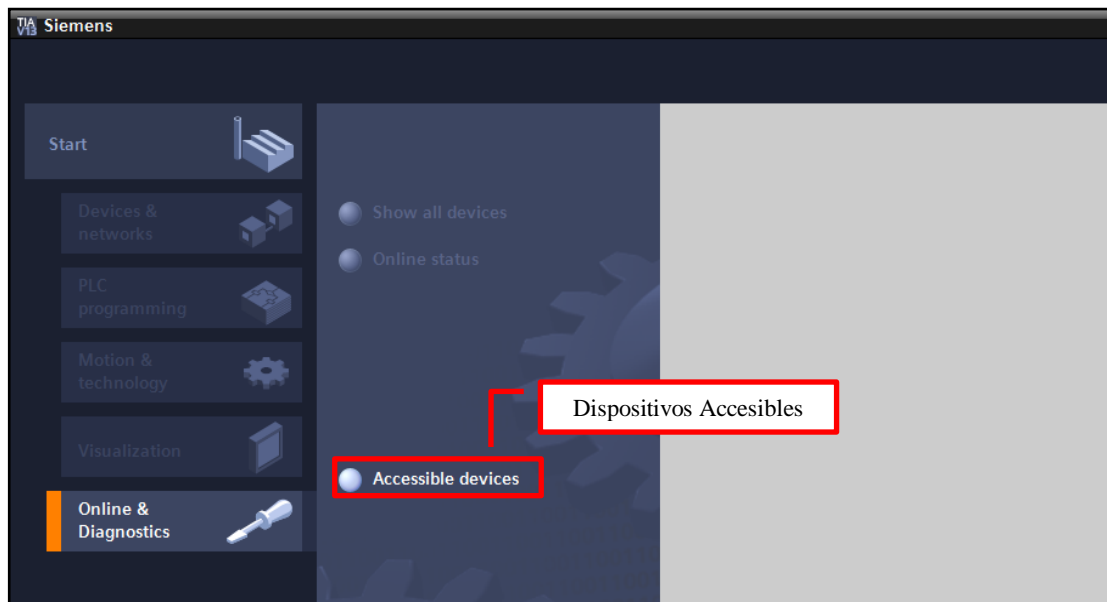 TIA V13 Siemens
Start
Devices &
networks
PLC
programming
Motion &
technology
Visualization
Online &
Diagnostics
Show all devices
Online status
Accessible devices
Dispositivos Accesibles